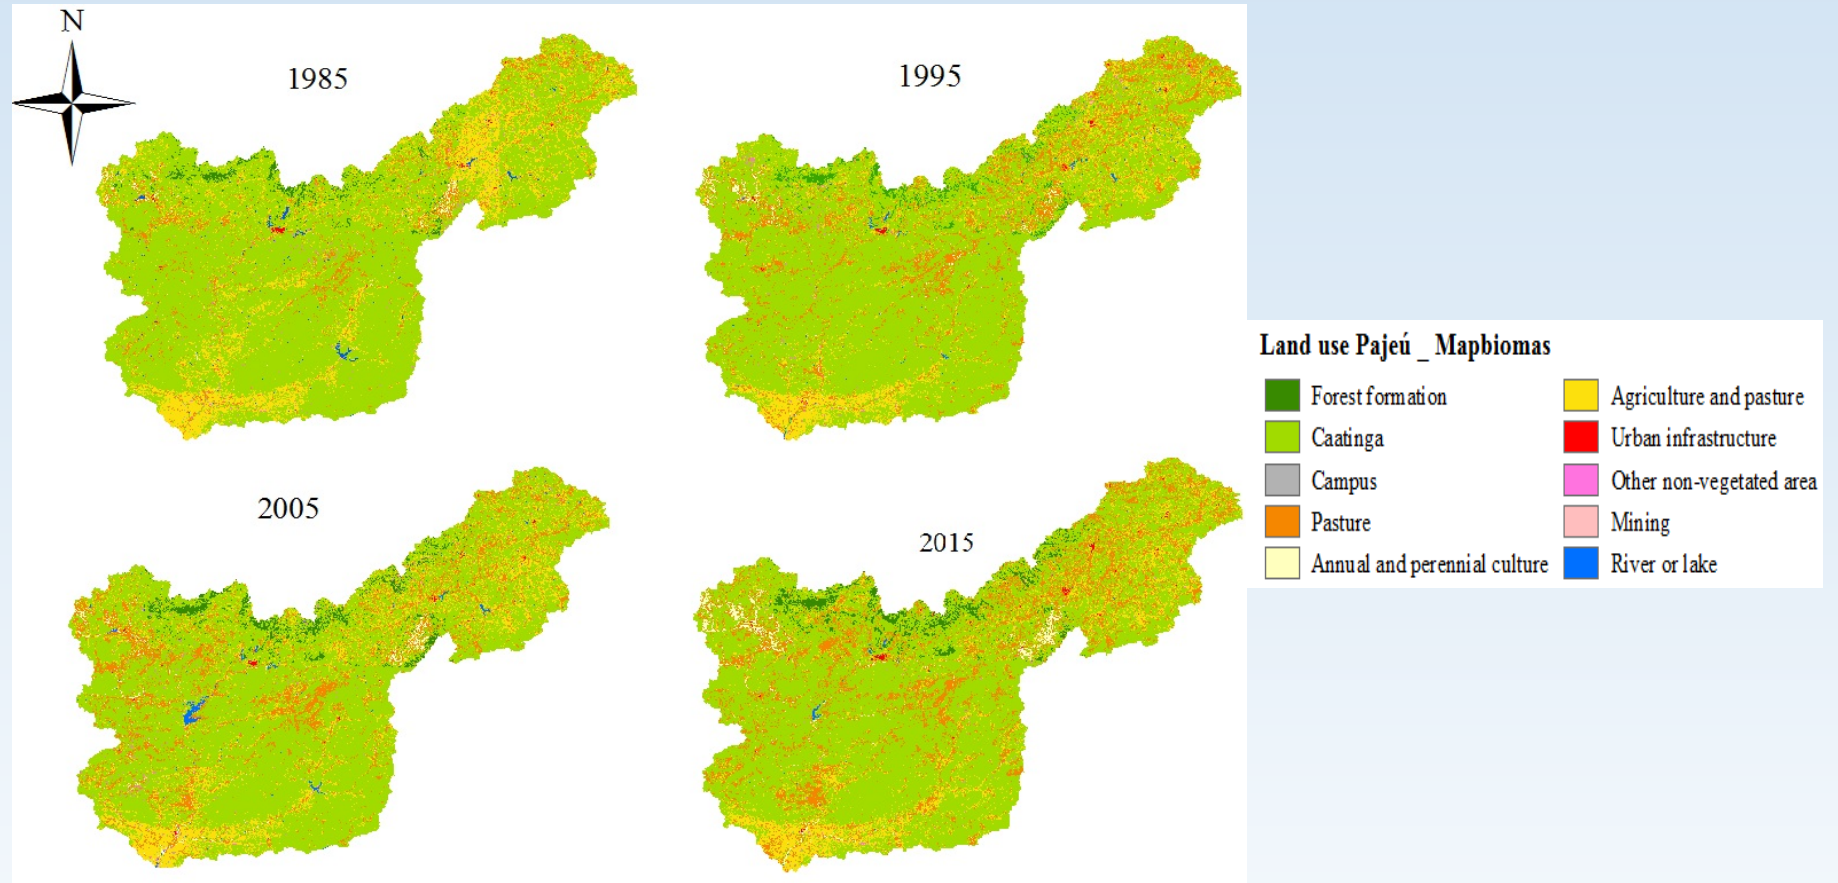 N
1985
1995
2005
2015
Land use Pajeú _ Mapbiomas
Forest formation
Caatinga
Campus
Pasture
Annual and perennial culture
Agriculture and pasture
Urban infrastructure
Other non-vegetated area
Mining
River or lake